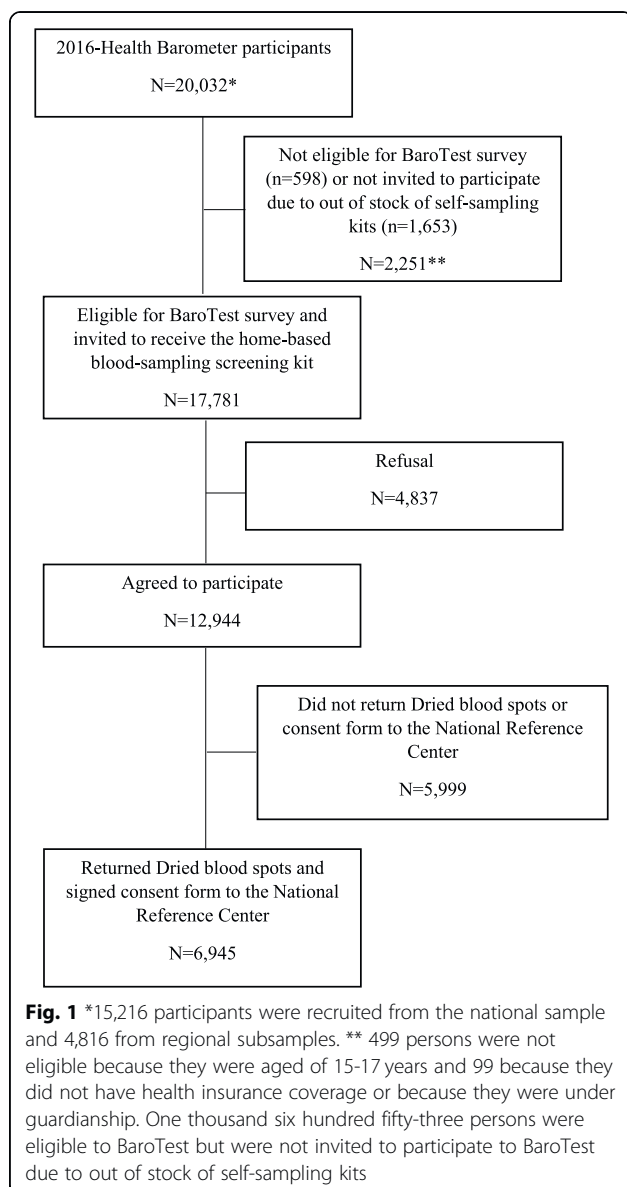 2016-Health Barometer participants
N=20,032*
Not eligible for BaroTest survey
(n=598) or not invited to participate
due to out of stock of self-sampling
kits (n=1,653)
N=2,251**
Eligible for BaroTest survey and
invited to receive the home-based
blood-sampling screening kit
N=17,781
Refusal
N=4,837
Agreed to participate
N=12,944
Did not return Dried blood spots or
consent form to the National Reference
Center
N=5,999
Returned Dried blood spots and
signed consent form to the National
Reference Center
N=6,945
Fig. 1 *15,216 participants were recruited from the national sample
and 4,816 from regional subsamples. ** 499 persons were not
eligible because they were aged of 15-17 years and 99 because they
did not have health insurance coverage or because they were under
guardianship. One thousand six hundred fifty-three persons were
eligible to BaroTest but were not invited to participate to BaroTest
due to out of stock of self-sampling kits